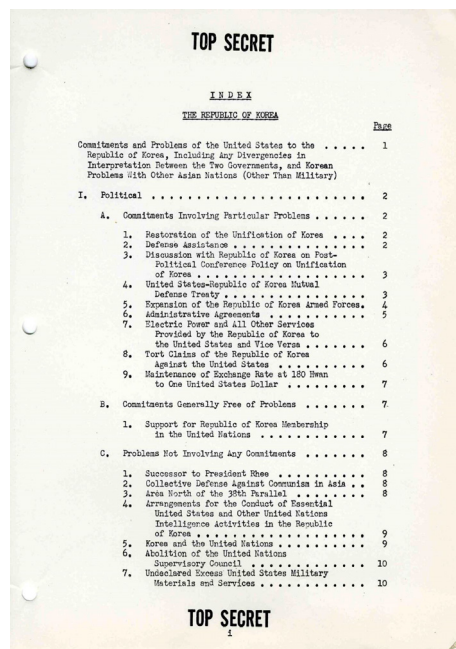 TOP SECRET
INDEX
THE REPUBLIC OF KOREA
Page
Commitments and Problems of the United States to the . . . . . 1
Republic of Korea, Including Any Divergencies in
Interpretation Between the Two Governments, and Korean
Problems With Other Asian Nations (Other Than Military)
I. Political . . . . . . . . . . . . . . . . . . . . . . . . . 2
A. Commitments Involving Particular Problems . . . . . . 2
1. Restoration of the Unification of Korea . . . . 2
2. Defense Assistance . . . . . . . . . . . . . . . 2
3. Discussion with Republic of Korea on Post-
Political Conference Policy on Unification
of Korea . . . . . . . . . . . . . . . . . . . 3
4. United States-Republic of Korea Mutual
Defense Treaty . . . . . . . . . . . . . . . . 3
5. Expansion of the Republic of Korea Armed Forces. 4
6. Administrative Agreements . . . . . . . . . . . 5
7. Electric Power and All Other Services
Provided by the Republic of Korea to
the United States and Vice Versa . . . . . . . 6
8. Tort Claims of the Republic of Korea
Against the United States . . . . . . . . . . 6
9. Maintenance of Exchange Rate at 180 Hwan
to One United States Dollar . . . . . . . . . 7
B. Commitments Generally Free of Problems . . . . . . . 7
1. Support for Republic of Korea Membership
in the United Nations . . . . . . . . . . . . 7
C. Problems Not Involving Any Commitments . . . . . . . 8
1. Successor to President Rhee . . . . . . . . . . 8
2. Collective Defense Against Communism in Asia . . 8
3. Area North of the 38th Parallel . . . . . . . . 8
4. Arrangements for the Conduct of Essential
United States and Other United Nations
Intelligence Activities in the Republic
of Korea . . . . . . . . . . . . . . . . . . . 9
5. Korea and the United Nations . . . . . . . . . . 9
6. Abolition of the United Nations
Supervisory Council . . . . . . . . . . . . . 10
7. Undeclared Excess United States Military
Materials and Services . . . . . . . . . . . . 10
TOP SECRET
i